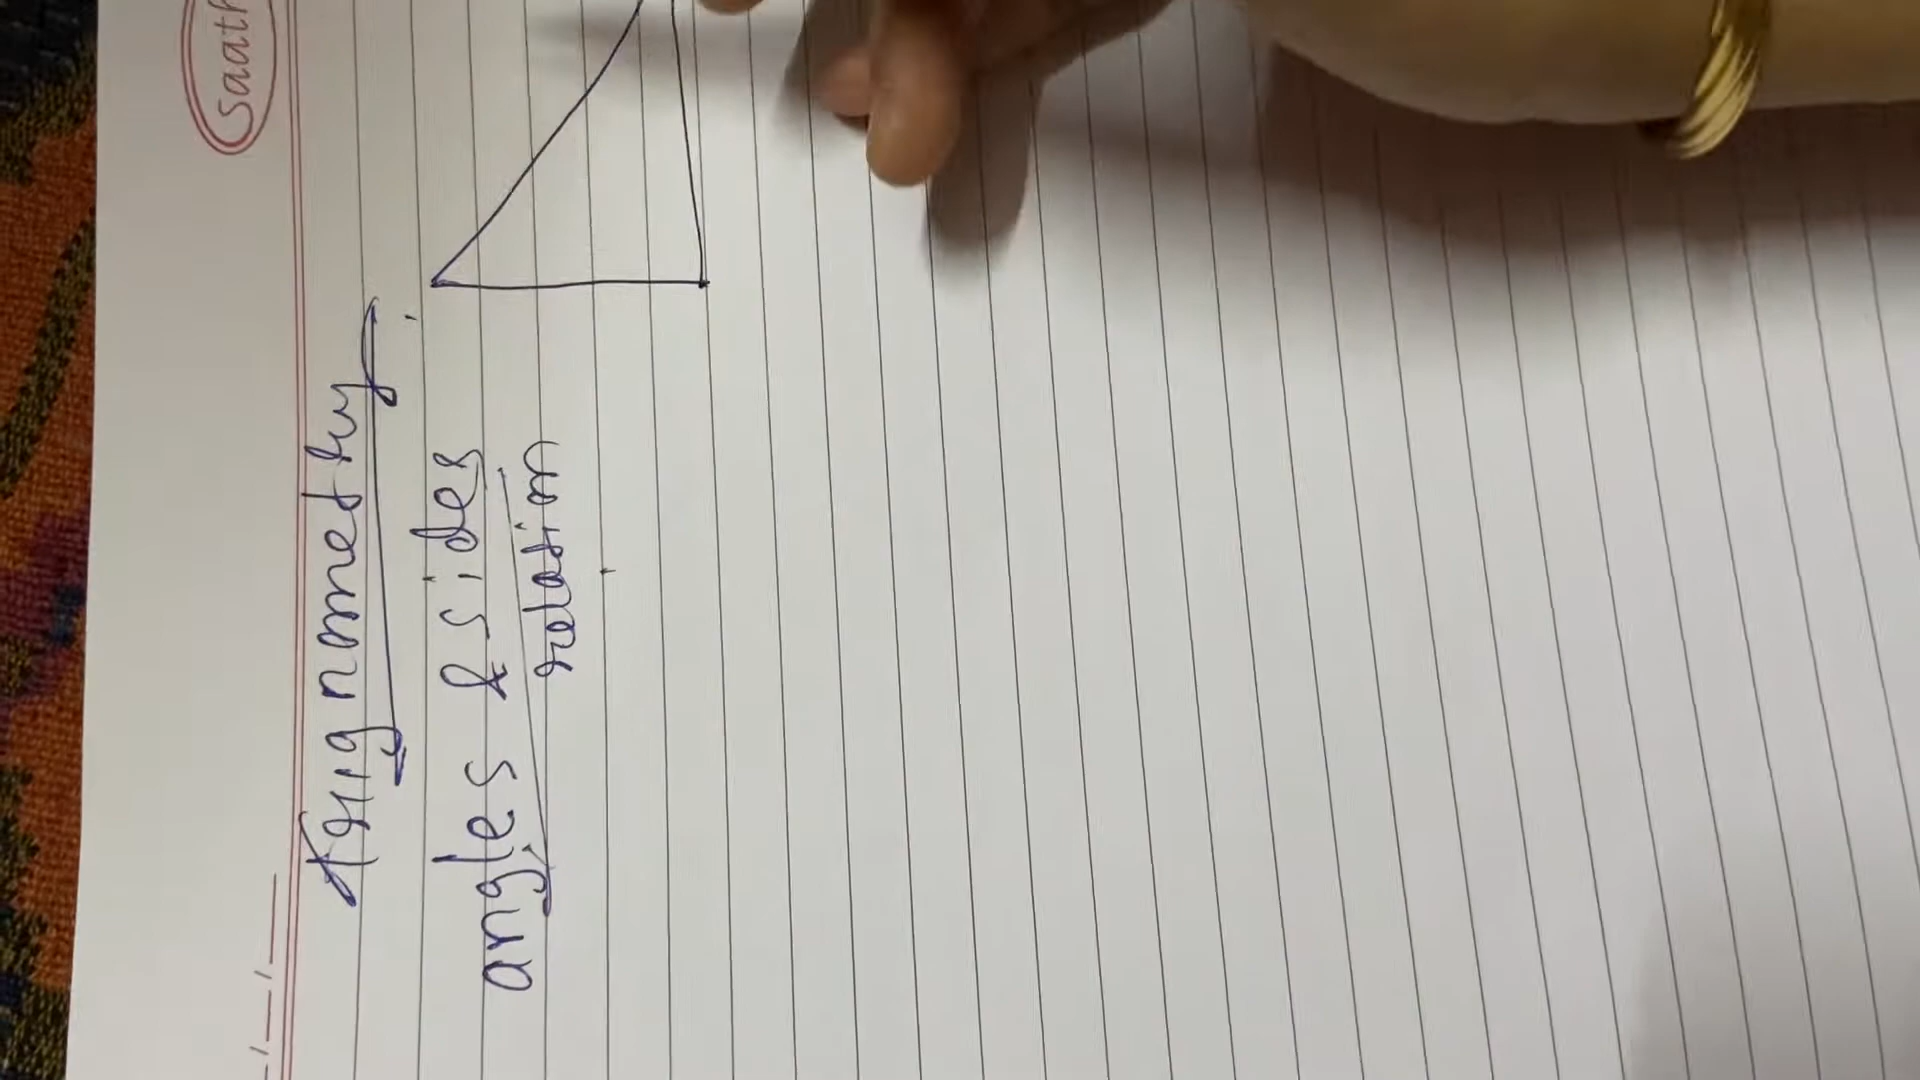 Saath
Trignometry
angles & sides
relation